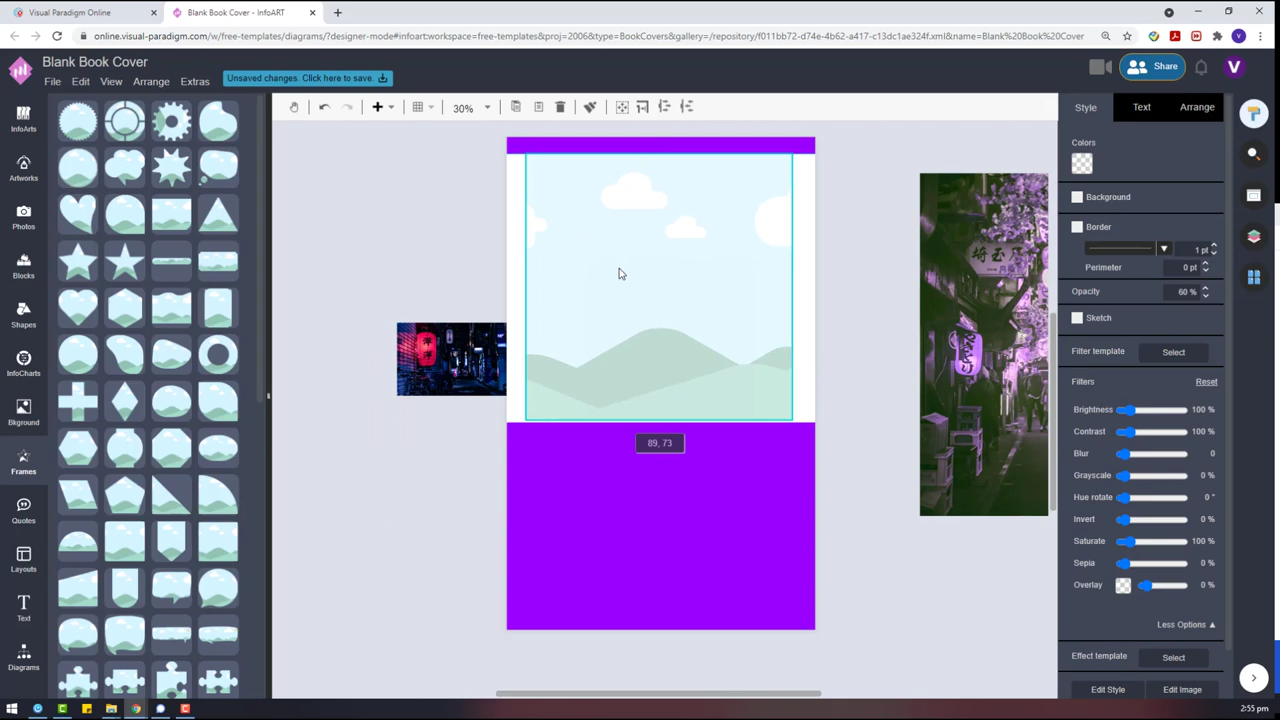 Visual Paradigm Online
Blank Book Cover - InfoART
online.visual-paradigm.com/w/free-templates/diagrams/?designer-mode#infoartworkspace=free-templates&proj=2006&type=BookCovers&gallery=/repository/f011bb72-d74e-4b62-a417-c13dc1ae324f.xml&name=Blank%20Book%20Cover
Blank Book Cover
File
Edit
View
Arrange
Extras
Unsaved changes. Click here to save.
Share
V
V
30%
InfoArts
Artworks
Photos
Blocks
Shapes
InfoCharts
Bkground
Frames
Quotes
Layouts
Text
Diagrams
89, 73
埼玉屋
Style
Text
Arrange
Colors
Background
Border
1 pt
Perimeter
0 pt
Opacity
60 %
Sketch
Filter template
Select
Filters
Reset
Brightness
100 %
Contrast
100 %
Blur
0
Grayscale
0 %
Hue rotate
0 °
Invert
0 %
Saturate
100 %
Sepia
0 %
Overlay
0 %
Less Options
Effect template
Select
Edit Style
Edit Image
2:55 pm